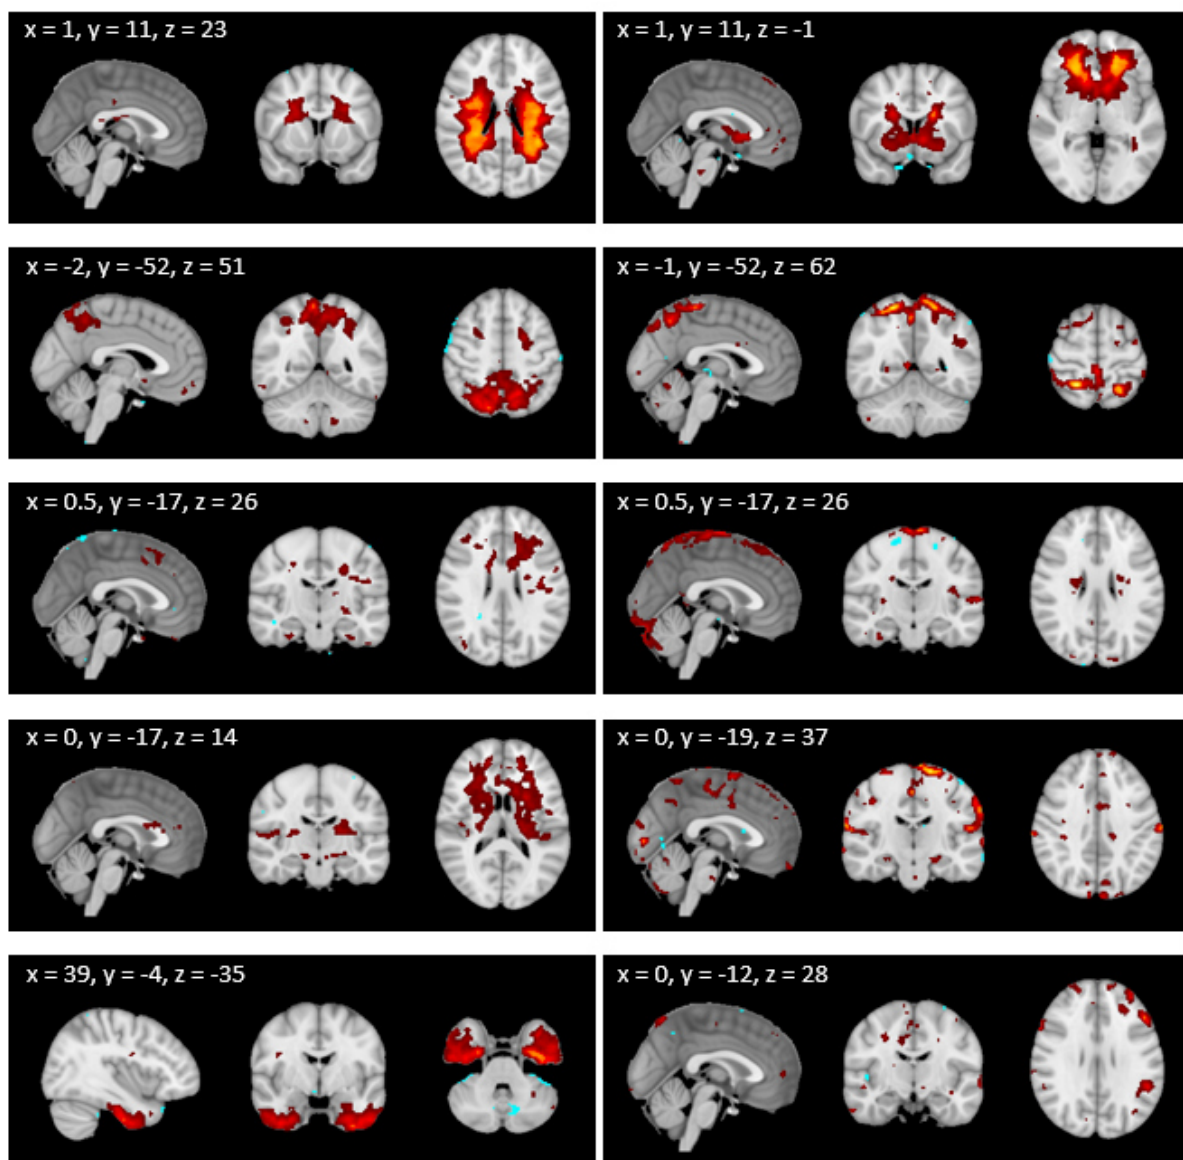 x = 1, y = 11, z = 23
x = 1, y = 11, z = -1
x = -2, y = -52, z = 51
x = -1, y = -52, z = 62
x = 0.5, y = -17, z = 26
x = 0.5, y = -17, z = 26
x = 0, y = -17, z = 14
x = 0, y = -19, z = 37
x = 39, y = -4, z = -35
x = 0, y = -12, z = 28